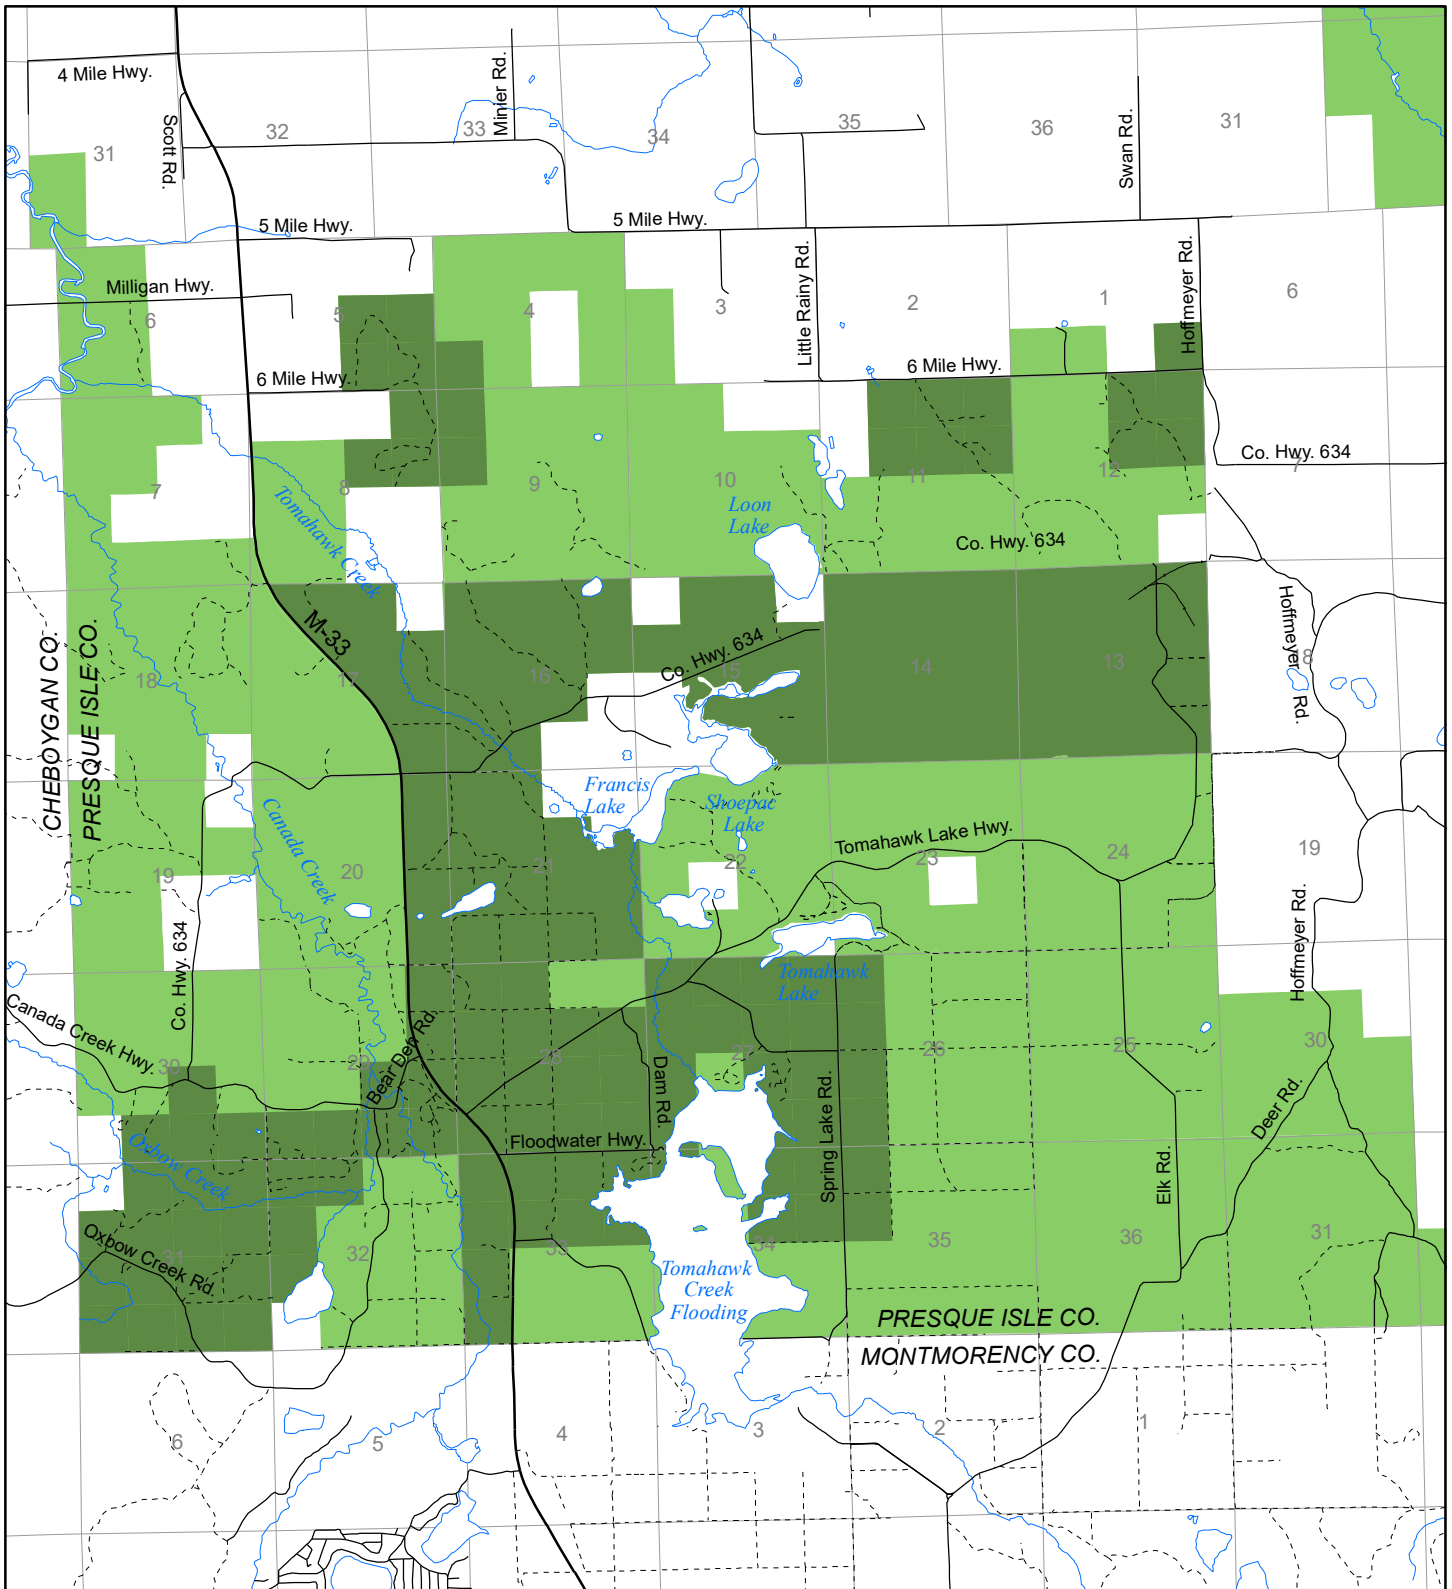 4 Mile Hwy.
Minier Rd.
Scott Rd.
31
32
33
34
35
36
31
Swan Rd.
5 Mile Hwy.
5 Mile Hwy.
Little Rainy Rd.
Hoffmeyer Rd.
Milligan Hwy.
6
5
4
3
2
1
6
6 Mile Hwy.
6 Mile Hwy.
Co. Hwy. 634
7
8
9
10
11
12
7
Tomahawk Creek
Loon
Lake
Co. Hwy. 634
M-33
Hoffmeyer Rd.
CHEBOYGAN CO.
PRESQUE ISLE CO.
Co. Hwy. 634
18
17
16
15
14
13
18
Francis
Lake
Shoepac
Lake
Canada Creek
Tomahawk Lake Hwy.
19
20
21
22
23
24
19
Co. Hwy. 634
Hoffmeyer Rd.
Tomahawk
Lake
Canada Creek Hwy.
Bear Den Rd.
30
29
28
27
26
25
30
Dam Rd.
Spring Lake Rd.
Deer Rd.
Floodwater Hwy.
Oxbow Creek
Elk Rd.
Oxbow Creek Rd.
31
32
33
34
35
36
31
Tomahawk
Creek
Flooding
PRESQUE ISLE CO.
MONTMORENCY CO.
6
5
4
3
2
1